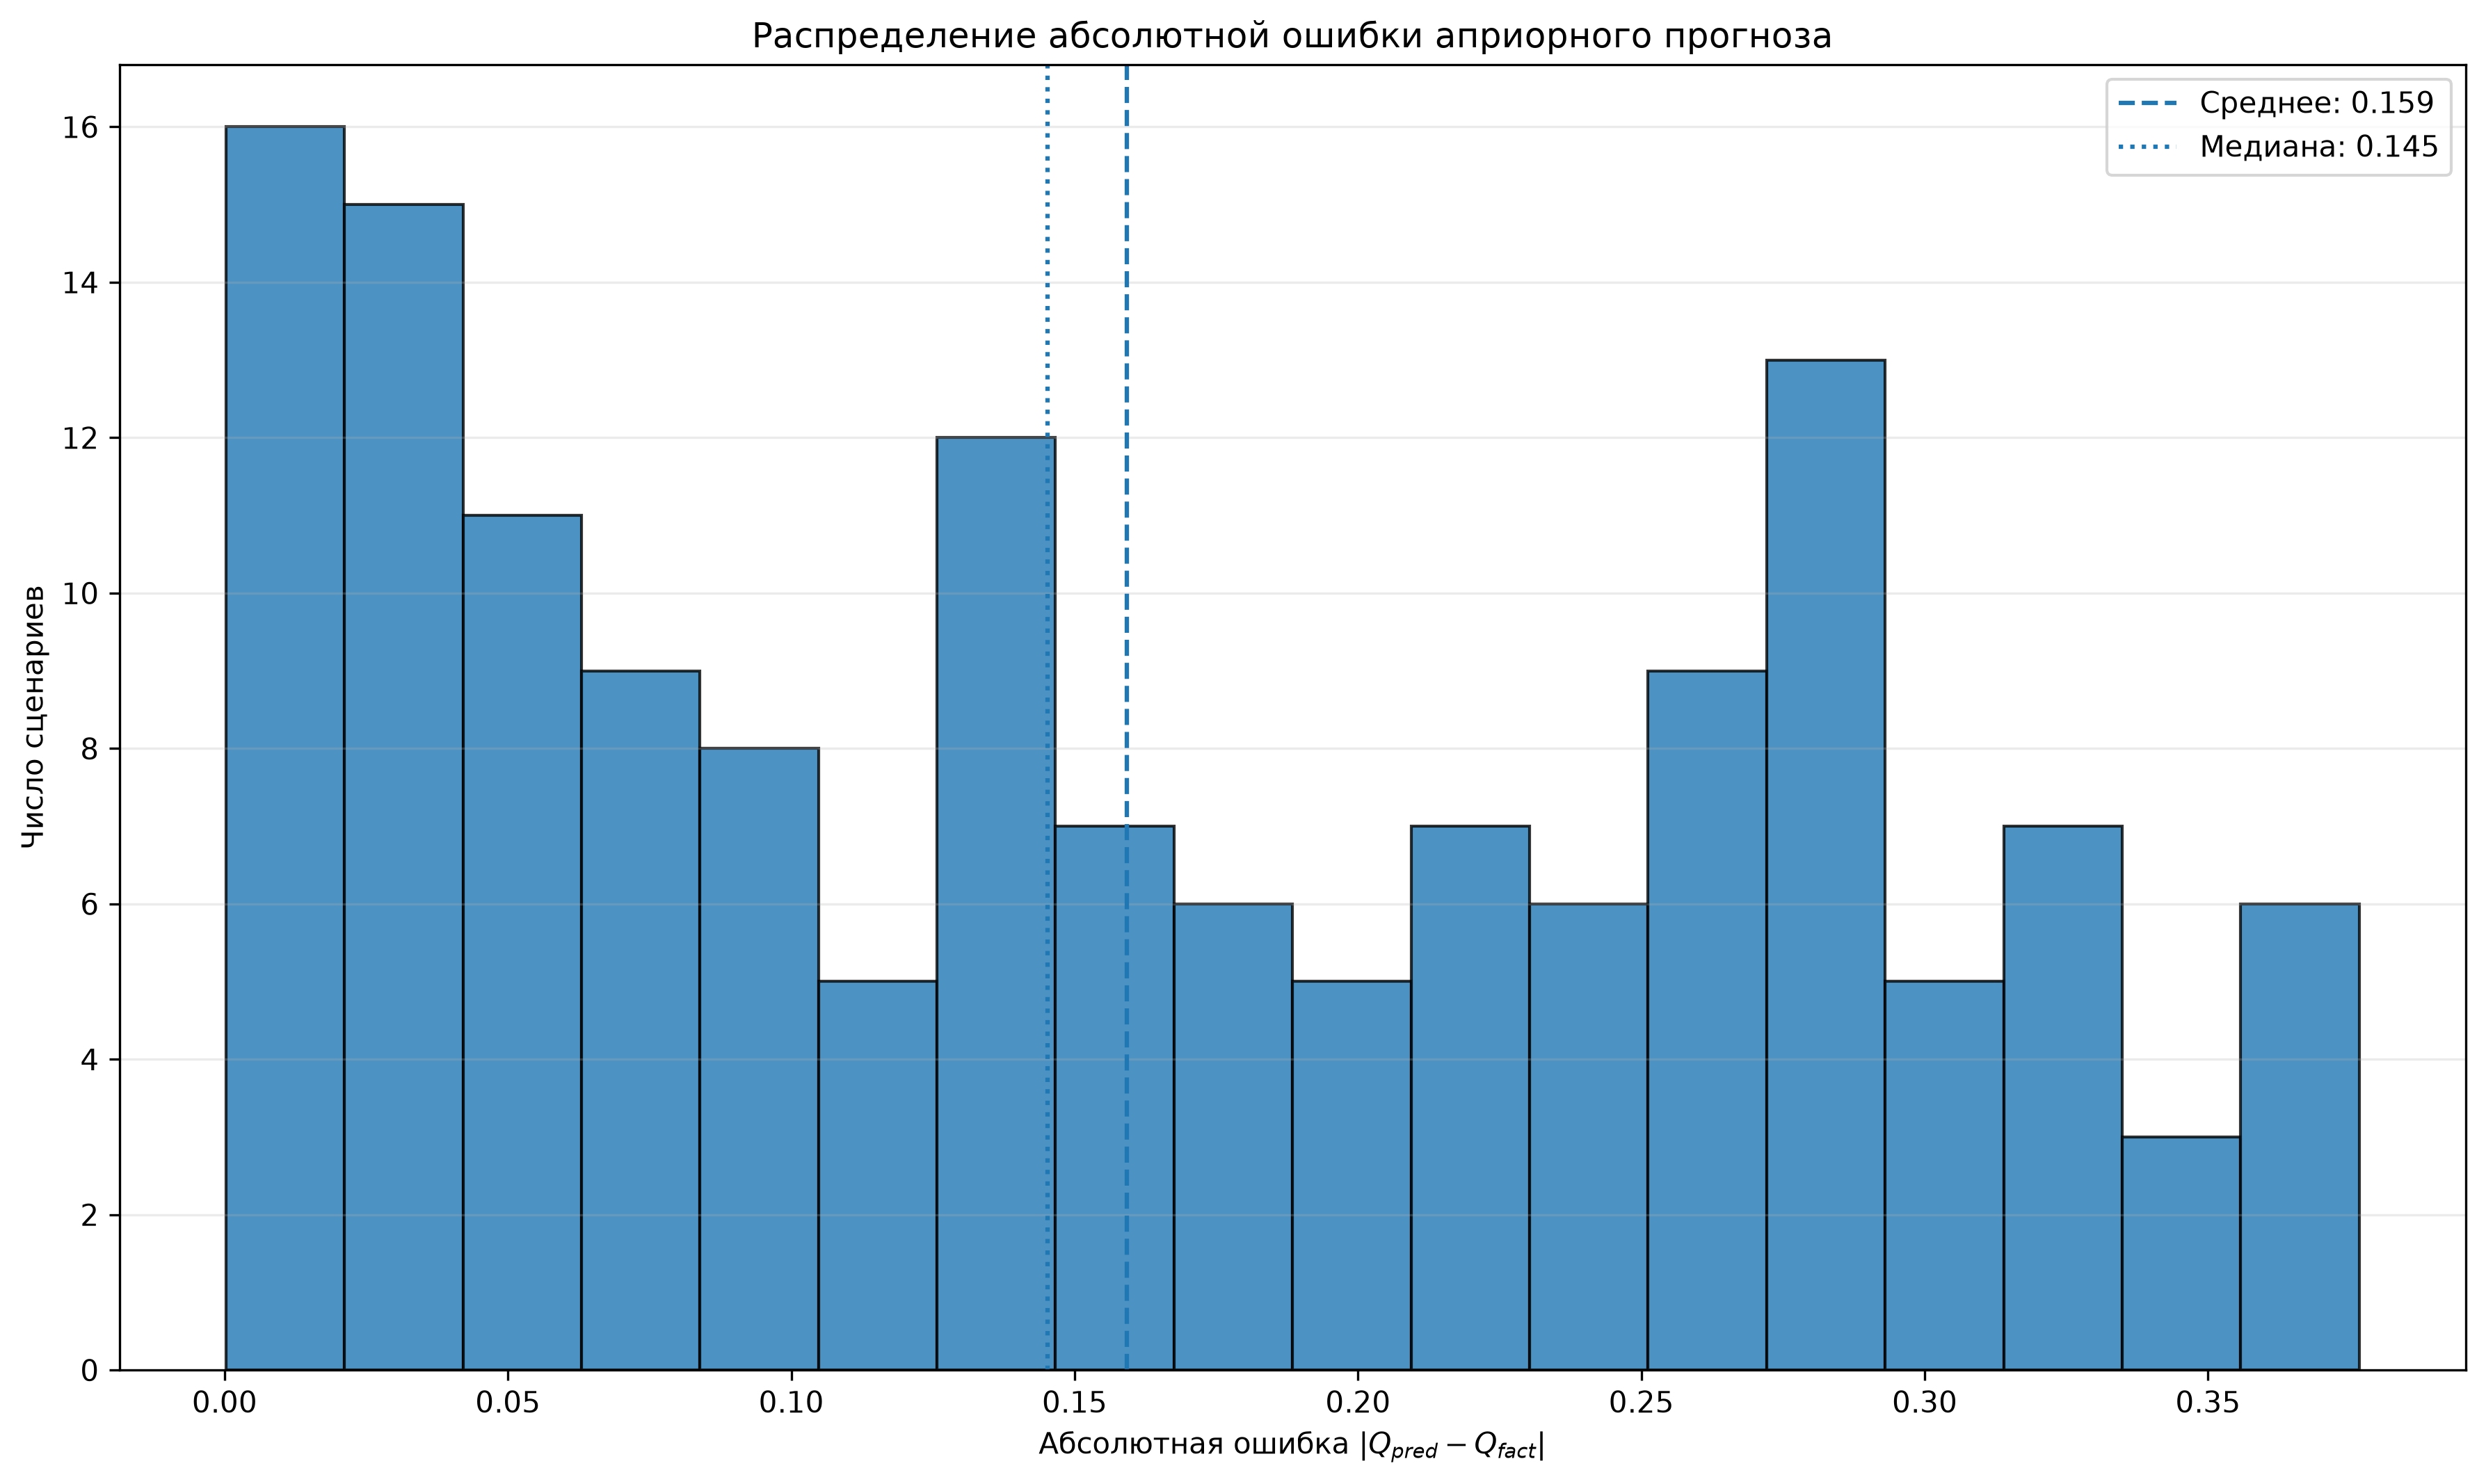 Распределение абсолютной ошибки априорного прогноза
Среднее: 0.159
Медиана: 0.145
Число сценариев
16
14
12
10
8
6
4
2
0
0.00 0.05 0.10 0.15 0.20 0.25 0.30 0.35
Абсолютная ошибка |Q_pred − Q_fact|